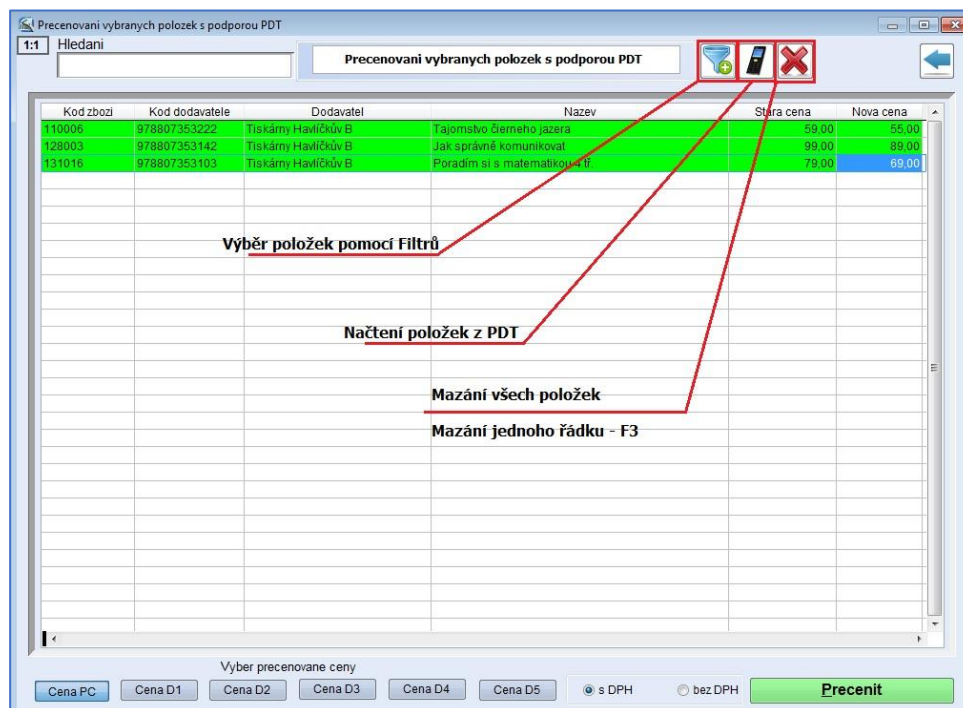 Precenovani vybranych polozek s podporou PDT
1:1 Hledani
Precenovani vybranych polozek s podporou PDT
Kod zbozi Kod dodavatele Dodavatel Nazev Stara cena Nova cena
110006 978807353222 Tiskárny Havlíčkův B Tajomstvo čierneho jazera 59,00 55,00
128003 978807353142 Tiskárny Havlíčkův B Jak správně komunikovat 99,00 89,00
131016 978807353103 Tiskárny Havlíčkův B Poradím si s matematikou 4 tř. 79,00 69,00
Výběr položek pomocí Filtrů
Načtení položek z PDT
Mazání všech položek
Mazání jednoho řádku - F3
Vyber precenovane ceny
Cena PC Cena D1 Cena D2 Cena D3 Cena D4 Cena D5 s DPH bez DPH Precenit